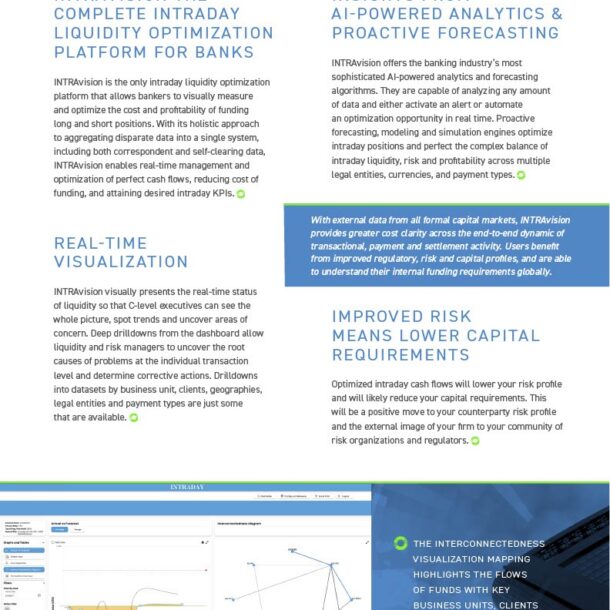 COMPLETE INTRADAY
LIQUIDITY OPTIMIZATION
PLATFORM FOR BANKS
INTRAvision is the only intraday liquidity optimization
platform that allows bankers to visually measure
and optimize the cost and profitability of funding
long and short positions. With its holistic approach
to aggregating disparate data into a single system,
including both correspondent and self-clearing data,
INTRAvision enables real-time management and
optimization of perfect cash flows, reducing cost of
funding, and attaining desired intraday KPIs.
REAL-TIME
VISUALIZATION
INTRAvision visually presents the real-time status
of liquidity so that C-level executives can see the
whole picture, spot trends and uncover areas of
concern. Deep drilldowns from the dashboard allow
liquidity and risk managers to uncover the root
causes of problems at the individual transaction
level and determine corrective actions. Drilldowns
into datasets by business unit, clients, geographies,
legal entities and payment types are just some
that are available.
AI-POWERED ANALYTICS &
PROACTIVE FORECASTING
INTRAvision offers the banking industry's most
sophisticated AI-powered analytics and forecasting
algorithms. They are capable of analyzing any amount
of data and either activate an alert or automate
an optimization opportunity in real time. Proactive
forecasting, modeling and simulation engines optimize
intraday positions and perfect the complex balance of
intraday liquidity, risk and profitability across multiple
legal entities, currencies, and payment types.
With external data from all formal capital markets, INTRAvision
provides greater cost clarity across the end-to-end dynamic of
transactional, payment and settlement activity. Users benefit
from improved regulatory, risk and capital profiles, and are able
to understand their internal funding requirements globally.
IMPROVED RISK
MEANS LOWER CAPITAL
REQUIREMENTS
Optimized intraday cash flows will lower your risk profile
and will likely reduce your capital requirements. This
will be a positive move to your counterparty risk profile
and the external image of your firm to your community of
risk organizations and regulators.
INTRADAY
Graphs and Tables
Filters
THE INTERCONNECTEDNESS
VISUALIZATION MAPPING
HIGHLIGHTS THE FLOWS
OF FUNDS WITH KEY
BUSINESS UNITS, CLIENTS